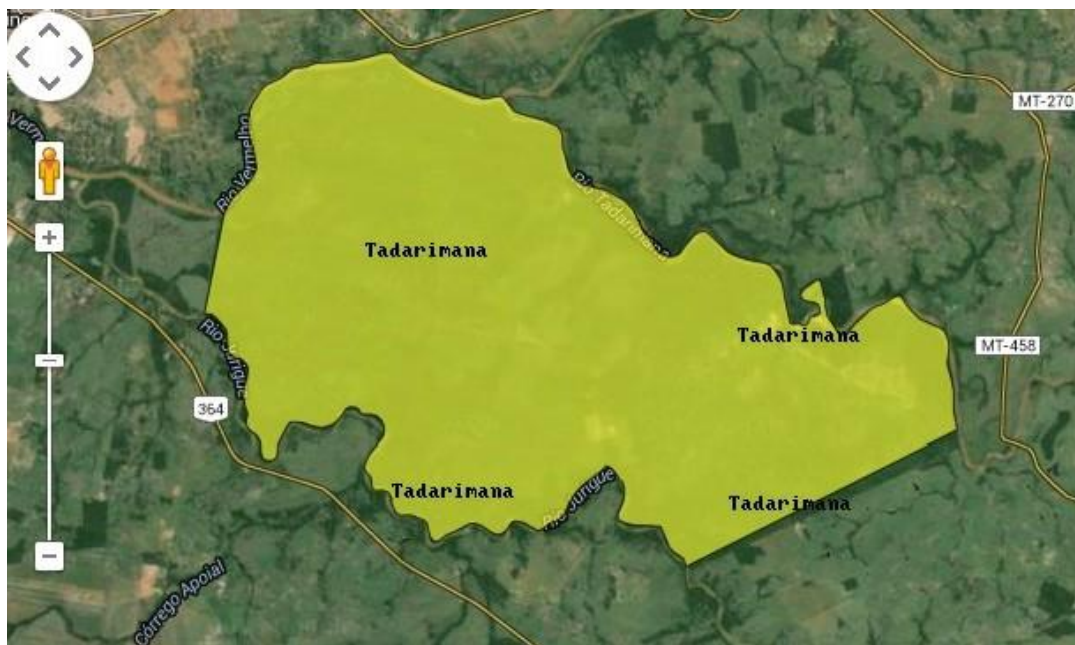 MT-270
Rio Vermelho
Rio Tadarimana
Tadarimana
Rio Jurigue
Tadarimana
MT-458
364
Tadarimana
Rio Jurigue
Tadarimana
Córrego Apoial